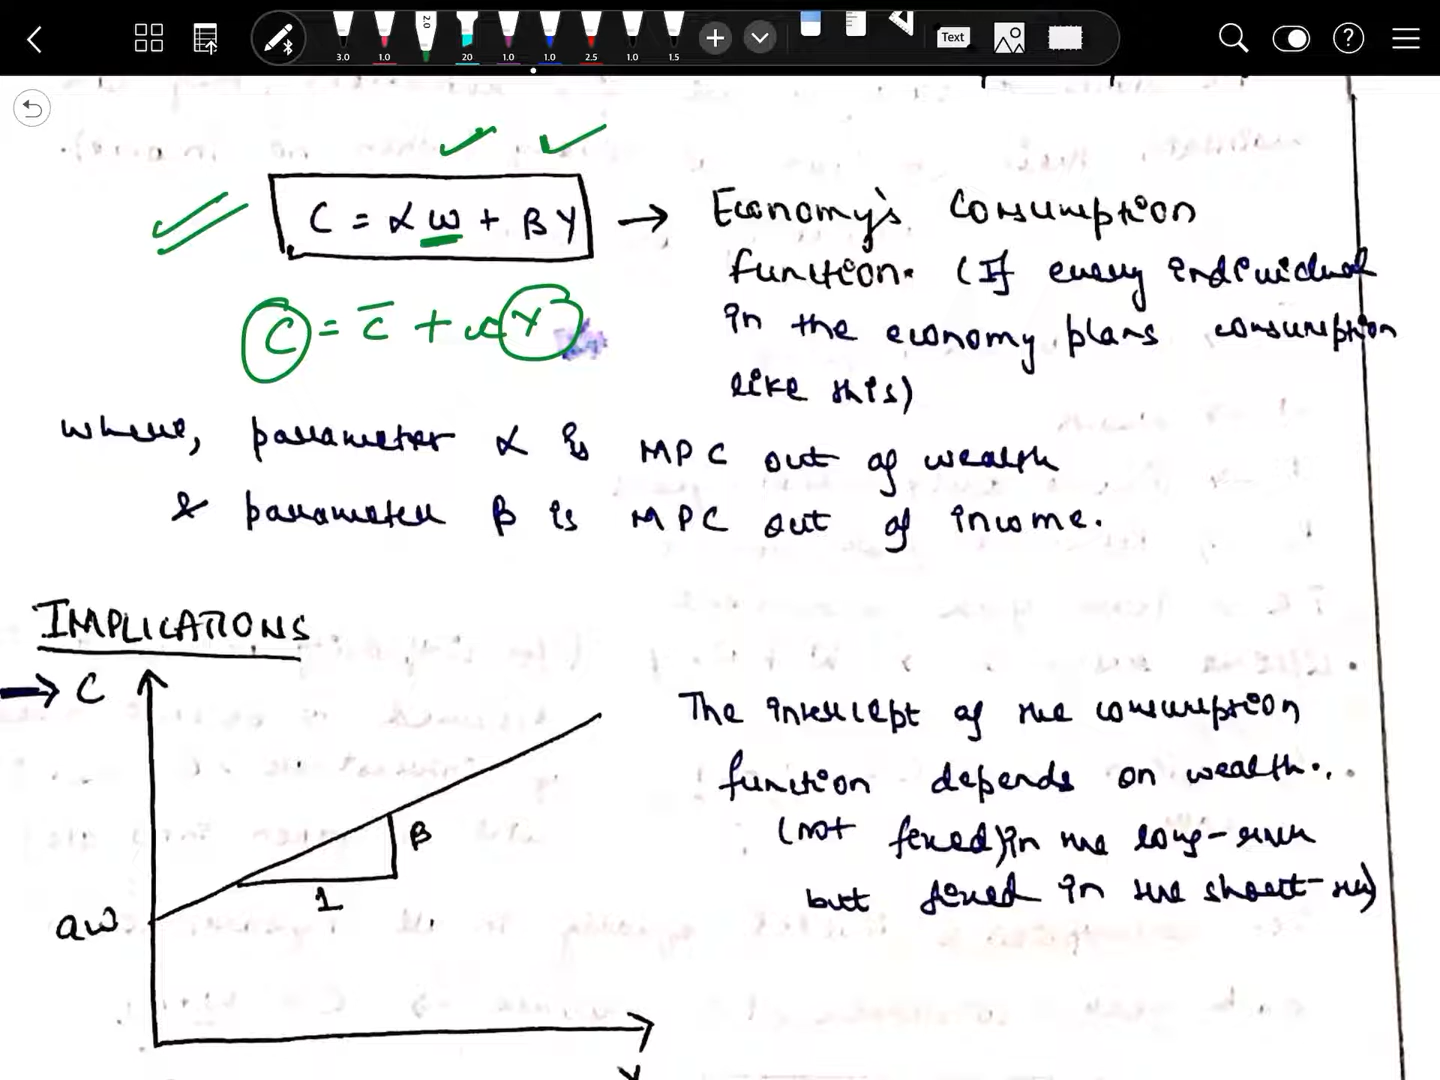 3.0 1.0 2.0 20 1.0 1.0 2.5 1.0 1.5 Text
C = αw + βY → Economy's Consumption
function. (If every individual
C = c̄ + cY
in the economy plans consumption
like this)
where, parameter α is MPC out of wealth
& parameter β is MPC out of income.
IMPLICATIONS
→ C
The intercept of the consumption
function depends on wealth.
(not fixed) in the long-run
but fixed in the short-run)
β
1
aw
Y